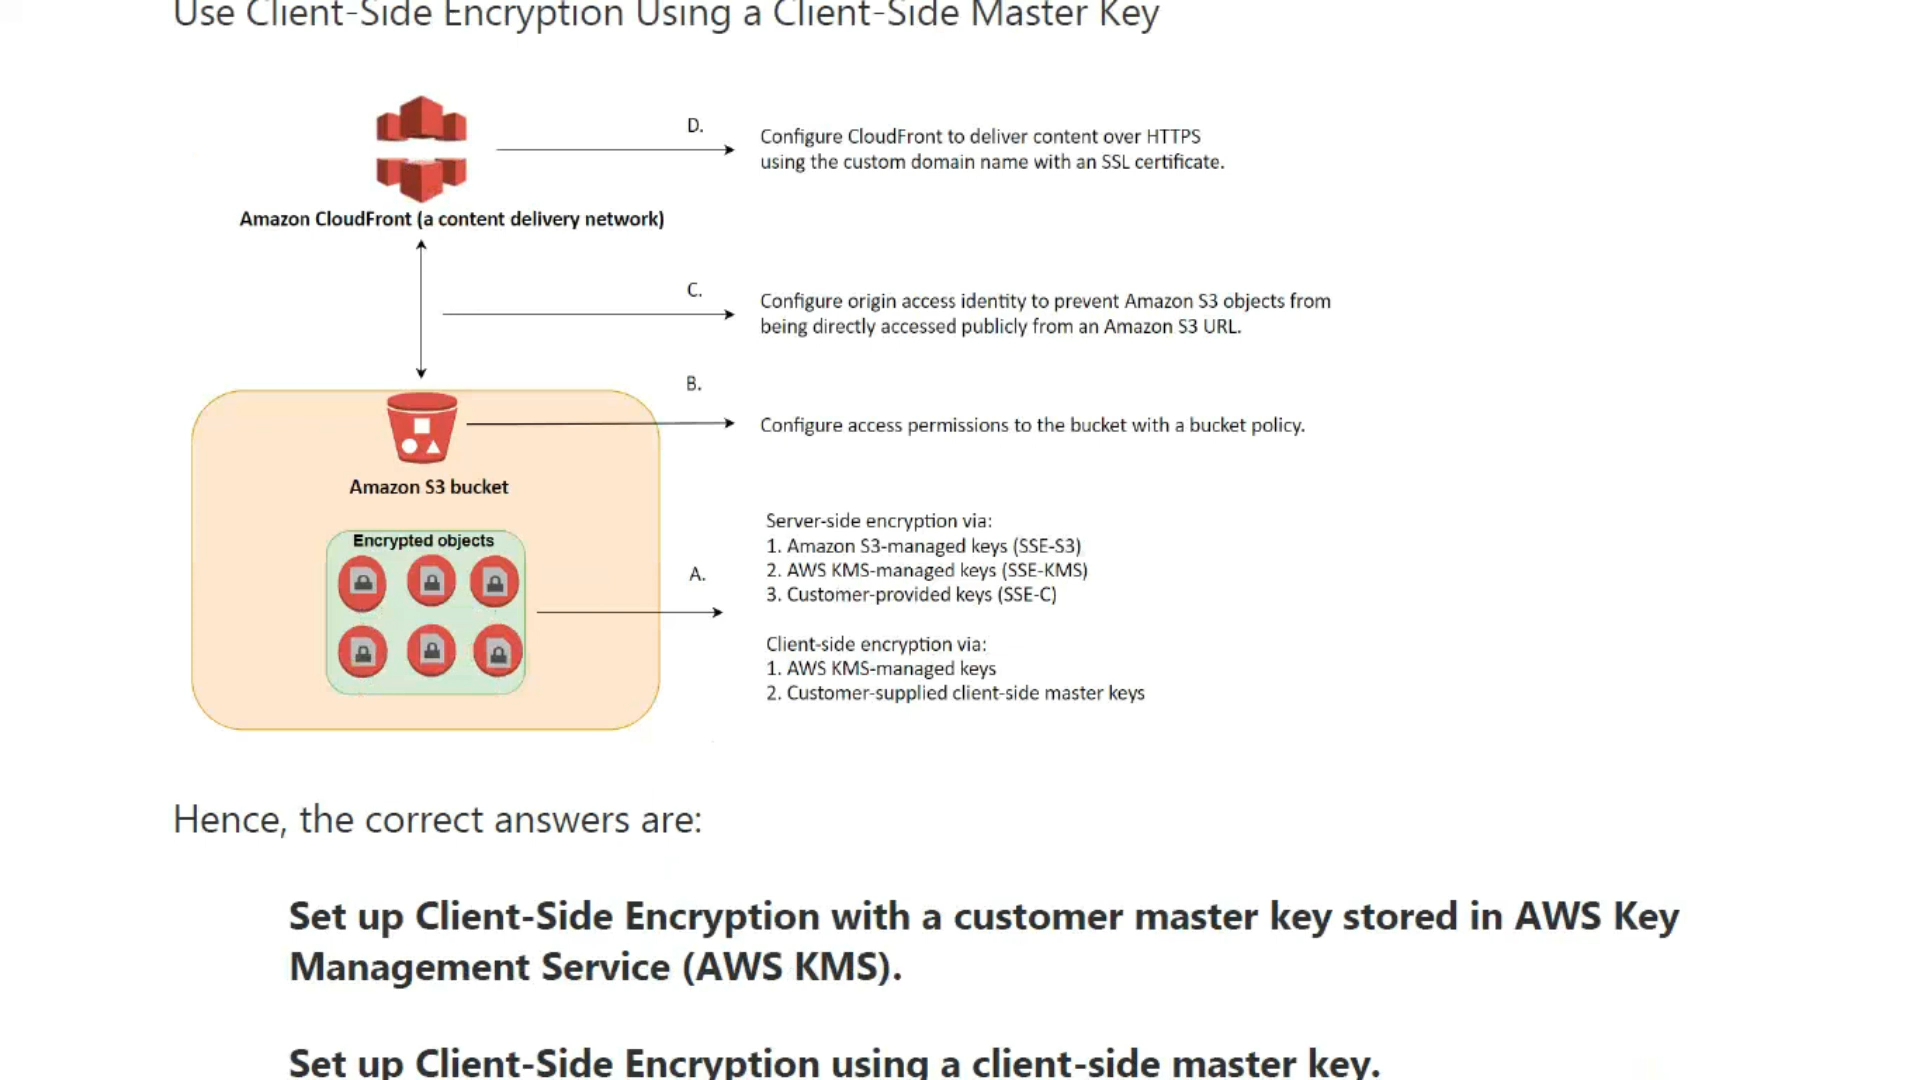 Use Client-Side Encryption Using a Client-Side Master Key
D.
Configure CloudFront to deliver content over HTTPS
using the custom domain name with an SSL certificate.
Amazon CloudFront (a content delivery network)
C.
Configure origin access identity to prevent Amazon S3 objects from
being directly accessed publicly from an Amazon S3 URL.
B.
Configure access permissions to the bucket with a bucket policy.
Amazon S3 bucket
Encrypted objects
A.
Server-side encryption via:
1. Amazon S3-managed keys (SSE-S3)
2. AWS KMS-managed keys (SSE-KMS)
3. Customer-provided keys (SSE-C)
Client-side encryption via:
1. AWS KMS-managed keys
2. Customer-supplied client-side master keys
Hence, the correct answers are:
Set up Client-Side Encryption with a customer master key stored in AWS Key
Management Service (AWS KMS).
Set up Client-Side Encryption using a client-side master key.